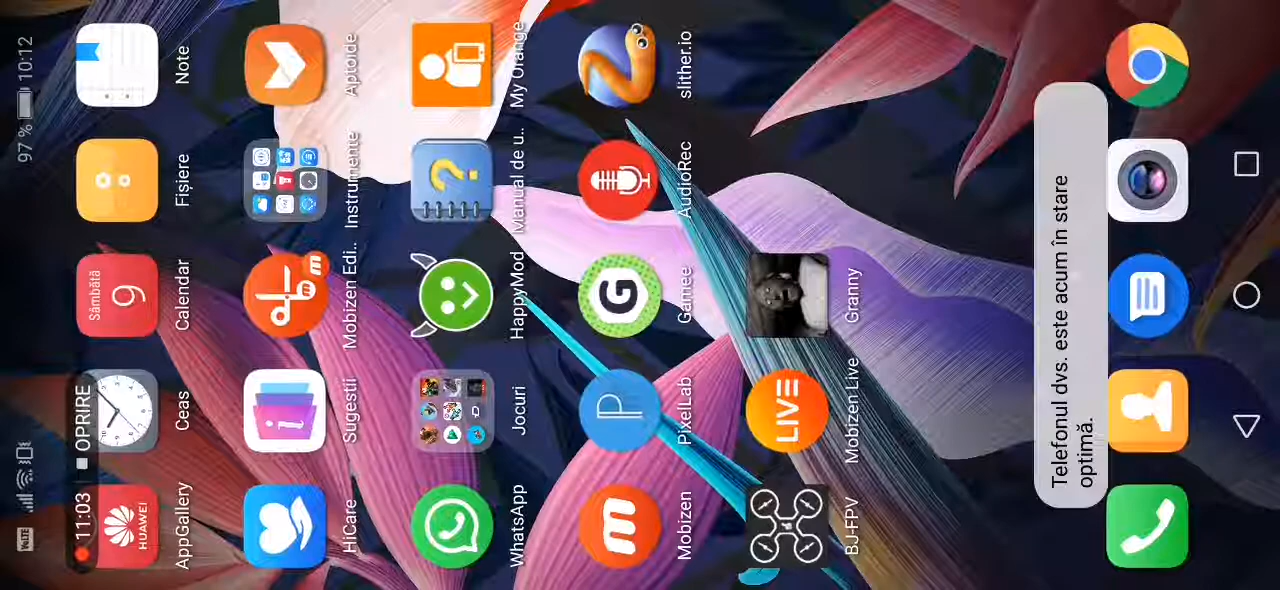 VoLTE
97 % 10:12
11:03 OPRIRE
HUAWEI
Sâmbătă
9
AppGallery
Ceas
Calendar
Fișiere
Note
HiCare
Sugestii
Mobizen Edi..
Instrumente
Aptoide
WhatsApp
Jocuri
HappyMod
Manual de u..
My Orange
Mobizen
PixelLab
Gamee
AudioRec
slither.io
LIVE
BJ-FPV
Mobizen Live
Granny
Telefonul dvs. este acum în stare
optimă.